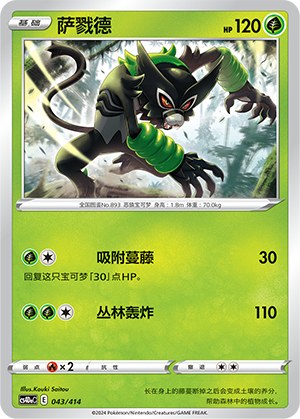 基础 萨戮德 HP 120
全国图鉴No.893 恶猿宝可梦 身高：1.8m 体重：70.0kg
吸附蔓藤 30
回复这只宝可梦「30」点HP。
丛林轰炸 110
弱点 ×2 抵抗力 撤退
Illus.Kouki Saitou
E 043/414
长在身上的藤蔓断掉之后会变成土壤的养分，
帮助森林中的植物成长。
©2024 Pokémon/Nintendo/Creatures/GAME FREAK.